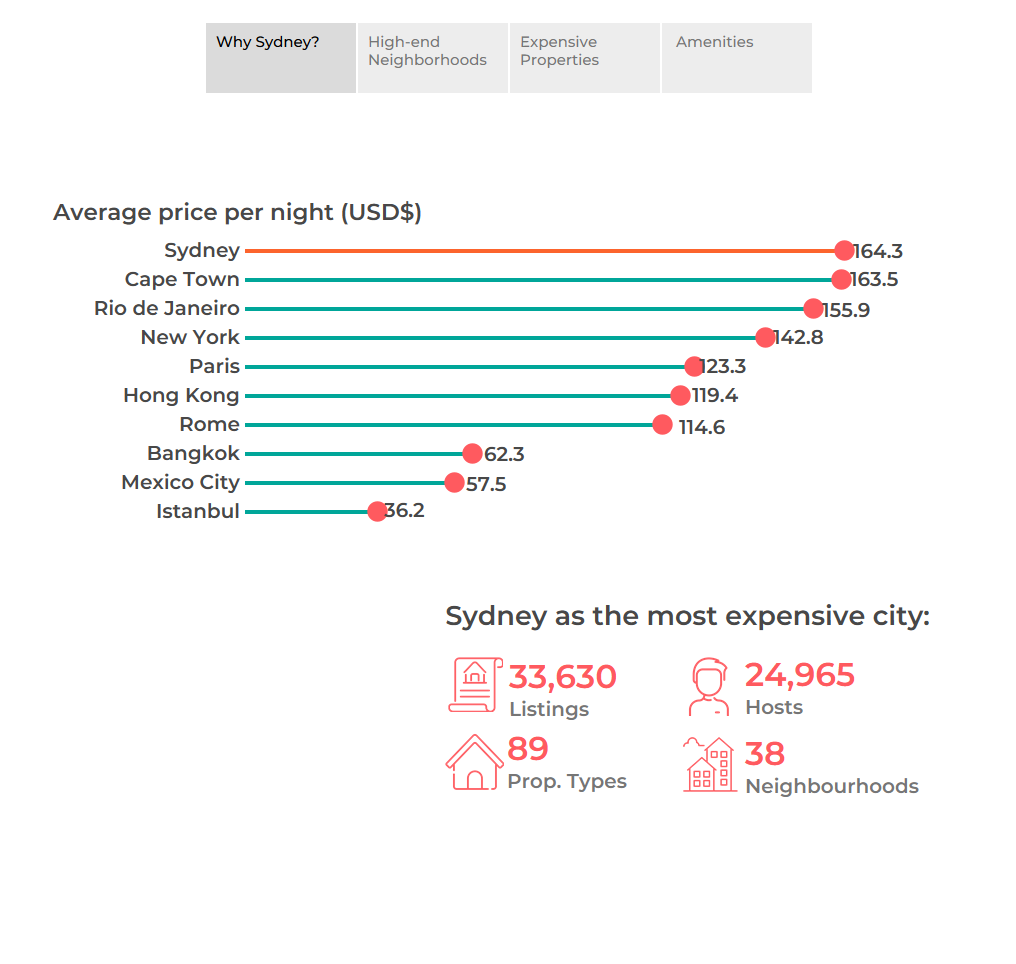 Why Sydney?
High-end
Neighborhoods
Expensive
Properties
Amenities
Average price per night (USD$)
Sydney 164.3
Cape Town 163.5
Rio de Janeiro 155.9
New York 142.8
Paris 123.3
Hong Kong 119.4
Rome 114.6
Bangkok 62.3
Mexico City 57.5
Istanbul 36.2
Sydney as the most expensive city:
33,630
Listings
24,965
Hosts
89
Prop. Types
38
Neighbourhoods